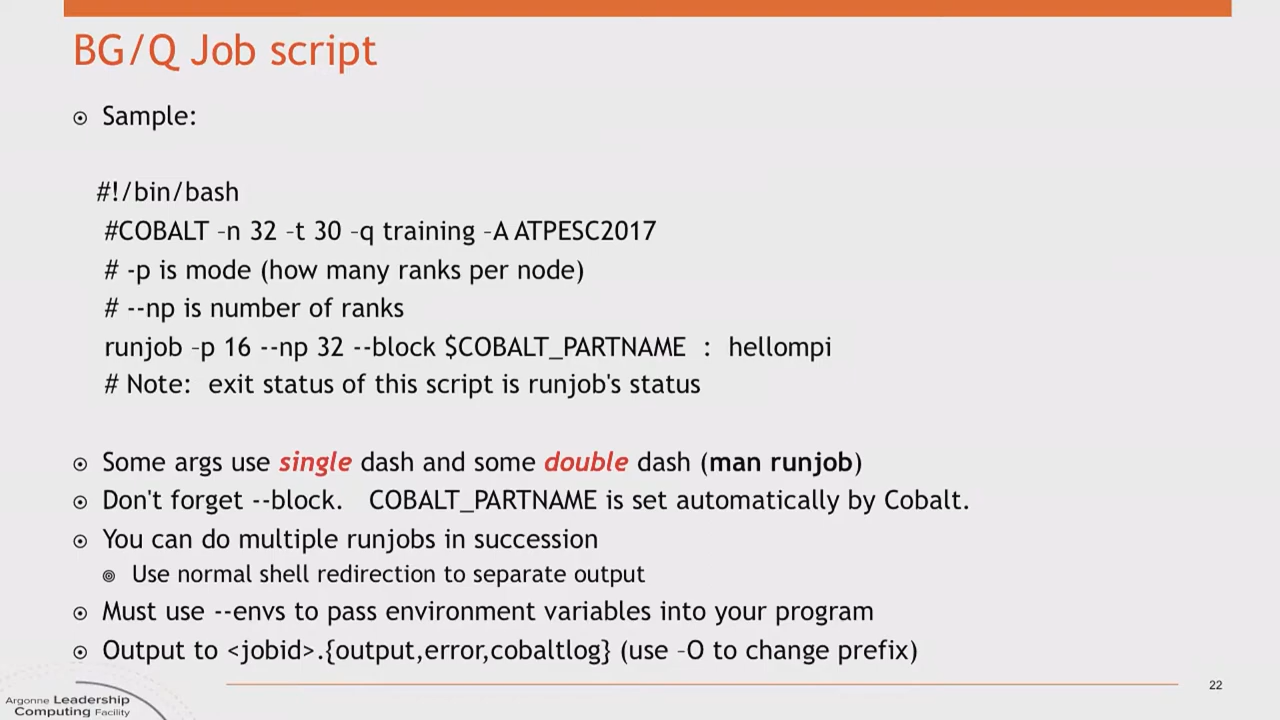 BG/Q Job script
Sample:
#!/bin/bash
#COBALT –n 32 –t 30 –q training –A ATPESC2017
# -p is mode (how many ranks per node)
# --np is number of ranks
runjob –p 16 --np 32 --block $COBALT_PARTNAME : hellompi
# Note: exit status of this script is runjob's status
Some args use single dash and some double dash (man runjob)
Don't forget --block. COBALT_PARTNAME is set automatically by Cobalt.
You can do multiple runjobs in succession
Use normal shell redirection to separate output
Must use --envs to pass environment variables into your program
Output to <jobid>.{output,error,cobaltlog} (use –O to change prefix)
Argonne Leadership
Computing Facility
22